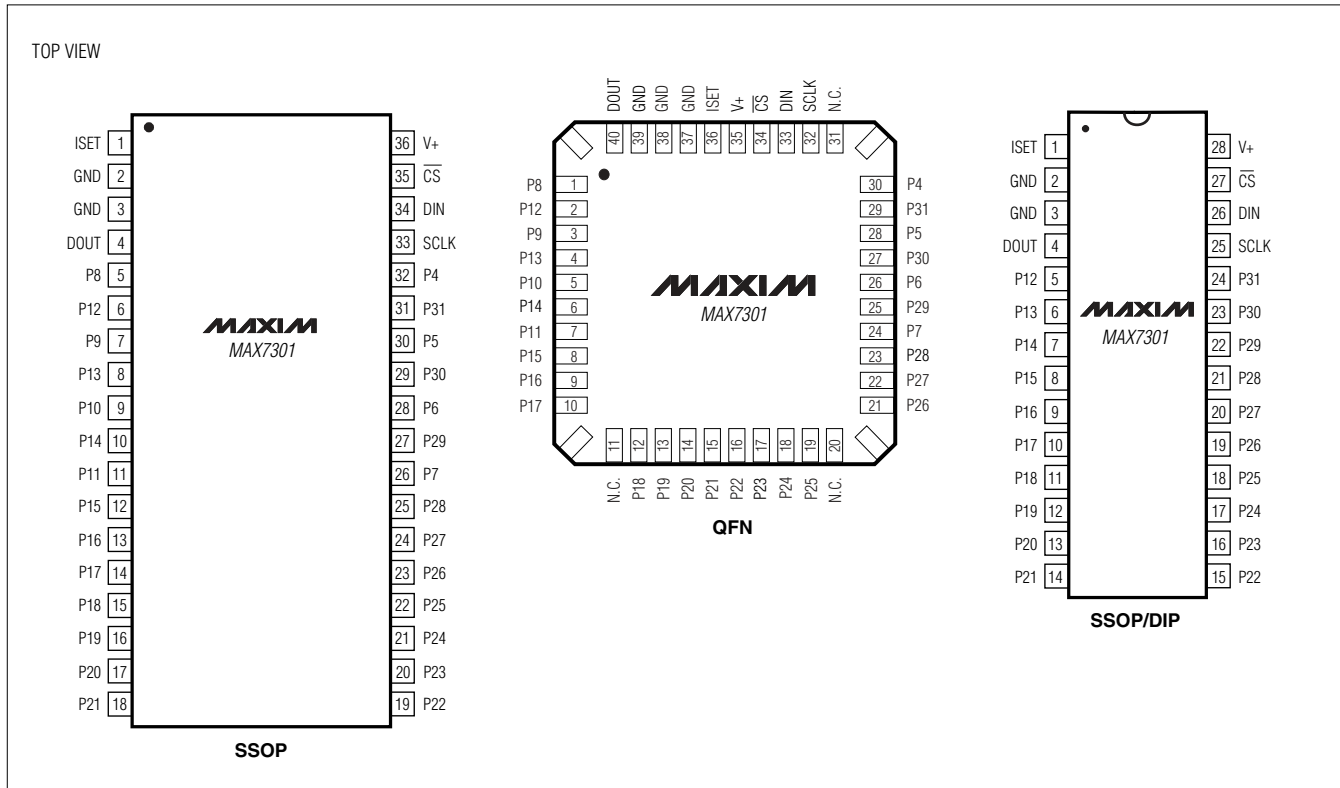 TOP VIEW
ISET 1
GND 2
GND 3
DOUT 4
P8 5
P12 6
P9 7
P13 8
P10 9
P14 10
P11 11
P15 12
P16 13
P17 14
P18 15
P19 16
P20 17
P21 18
MAXIM
MAX7301
36 V+
35 C̅S̅
34 DIN
33 SCLK
32 P4
31 P31
30 P5
29 P30
28 P6
27 P29
26 P7
25 P28
24 P27
23 P26
22 P25
21 P24
20 P23
19 P22
SSOP
DOUT 40
GND 39
GND 38
GND 37
ISET 36
V+ 35
C̅S̅ 34
DIN 33
SCLK 32
N.C. 31
P8 1
P12 2
P9 3
P13 4
P10 5
P14 6
P11 7
P15 8
P16 9
P17 10
MAXIM
MAX7301
30 P4
29 P31
28 P5
27 P30
26 P6
25 P29
24 P7
23 P28
22 P27
21 P26
11 N.C.
12 P18
13 P19
14 P20
15 P21
16 P22
17 P23
18 P24
19 P25
20 N.C.
QFN
ISET 1
GND 2
GND 3
DOUT 4
P12 5
P13 6
P14 7
P15 8
P16 9
P17 10
P18 11
P19 12
P20 13
P21 14
MAXIM
MAX7301
28 V+
27 C̅S̅
26 DIN
25 SCLK
24 P31
23 P30
22 P29
21 P28
20 P27
19 P26
18 P25
17 P24
16 P23
15 P22
SSOP/DIP